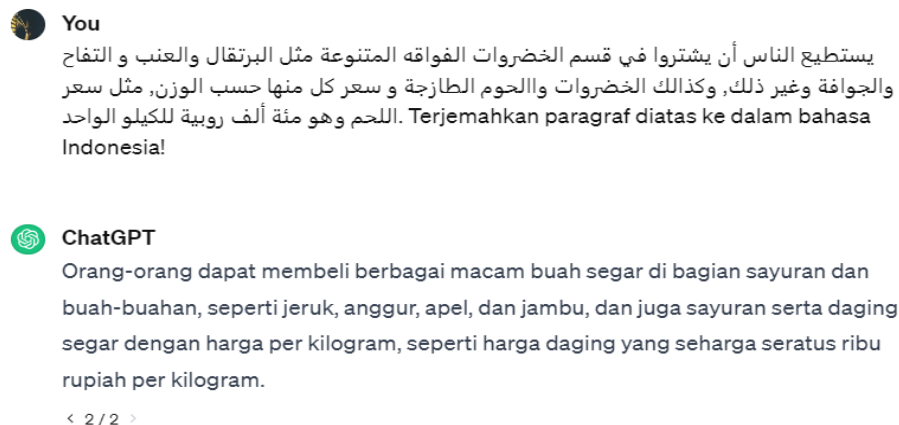 You
يستطيع الناس أن يشتروا في قسم الخضروات الفواقه المتنوعة مثل البرتقال والعنب و التفاح
والجوافة وغير ذلك, وكذالك الخضروات واالحوم الطازجة و سعر كل منها حسب الوزن, مثل سعر
اللحم وهو مئة ألف روبية للكيلو الواحد. Terjemahkan paragraf diatas ke dalam bahasa
Indonesia!
ChatGPT
Orang-orang dapat membeli berbagai macam buah segar di bagian sayuran dan
buah-buahan, seperti jeruk, anggur, apel, dan jambu, dan juga sayuran serta daging
segar dengan harga per kilogram, seperti harga daging yang seharga seratus ribu
rupiah per kilogram.
< 2 / 2 >